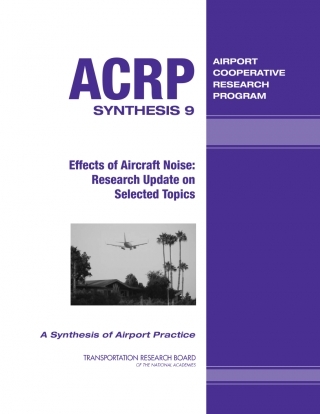 ACRP
SYNTHESIS 9
AIRPORT
COOPERATIVE
RESEARCH
PROGRAM
Effects of Aircraft Noise:
Research Update on
Selected Topics
A Synthesis of Airport Practice
TRANSPORTATION RESEARCH BOARD
OF THE NATIONAL ACADEMIES